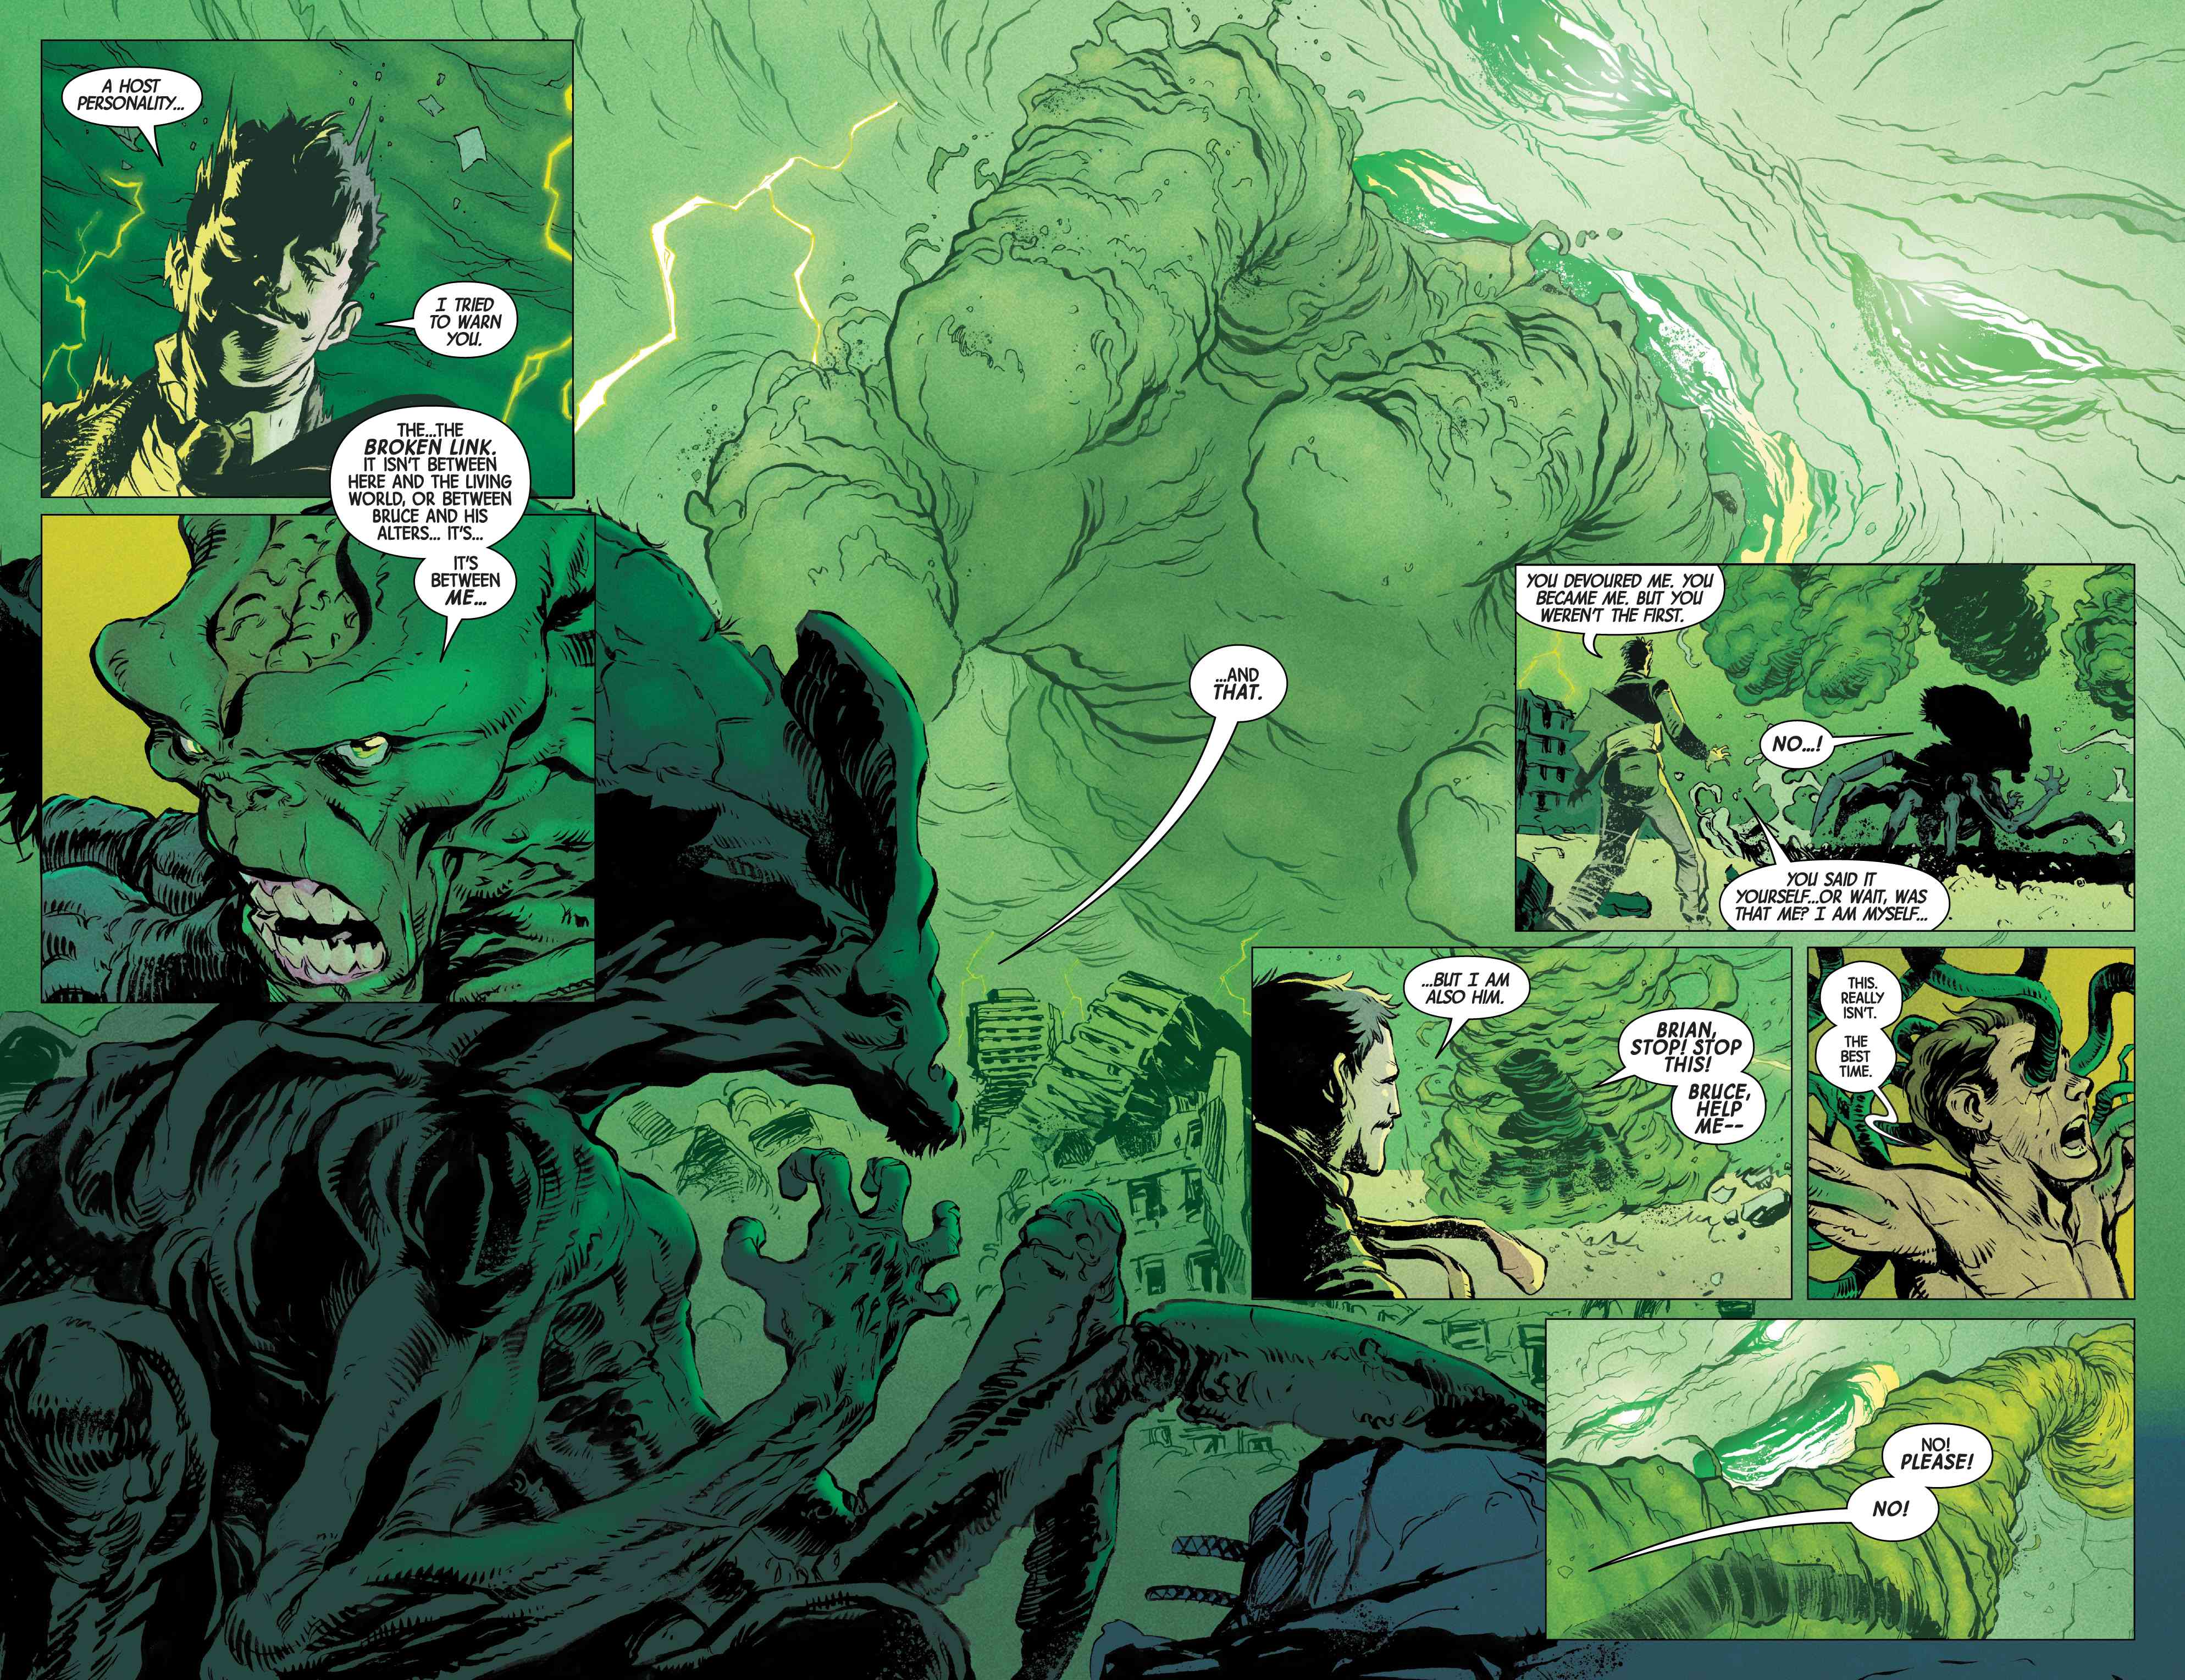 A HOST
PERSONALITY...
I TRIED
TO WARN
YOU.
THE...THE
BROKEN LINK.
IT ISN'T BETWEEN
HERE AND THE LIVING
WORLD, OR BETWEEN
BRUCE AND HIS
ALTERS... IT'S...
IT'S
BETWEEN
ME...
...AND
THAT.
YOU DEVOURED ME. YOU
BECAME ME. BUT YOU
WEREN'T THE FIRST.
NO...!
YOU SAID IT
YOURSELF...OR WAIT, WAS
THAT ME? I AM MYSELF...
...BUT I AM
ALSO HIM.
BRIAN,
STOP! STOP
THIS!
BRUCE,
HELP
ME--
THIS.
REALLY
ISN'T.
THE
BEST
TIME.
NO!
PLEASE!
NO!